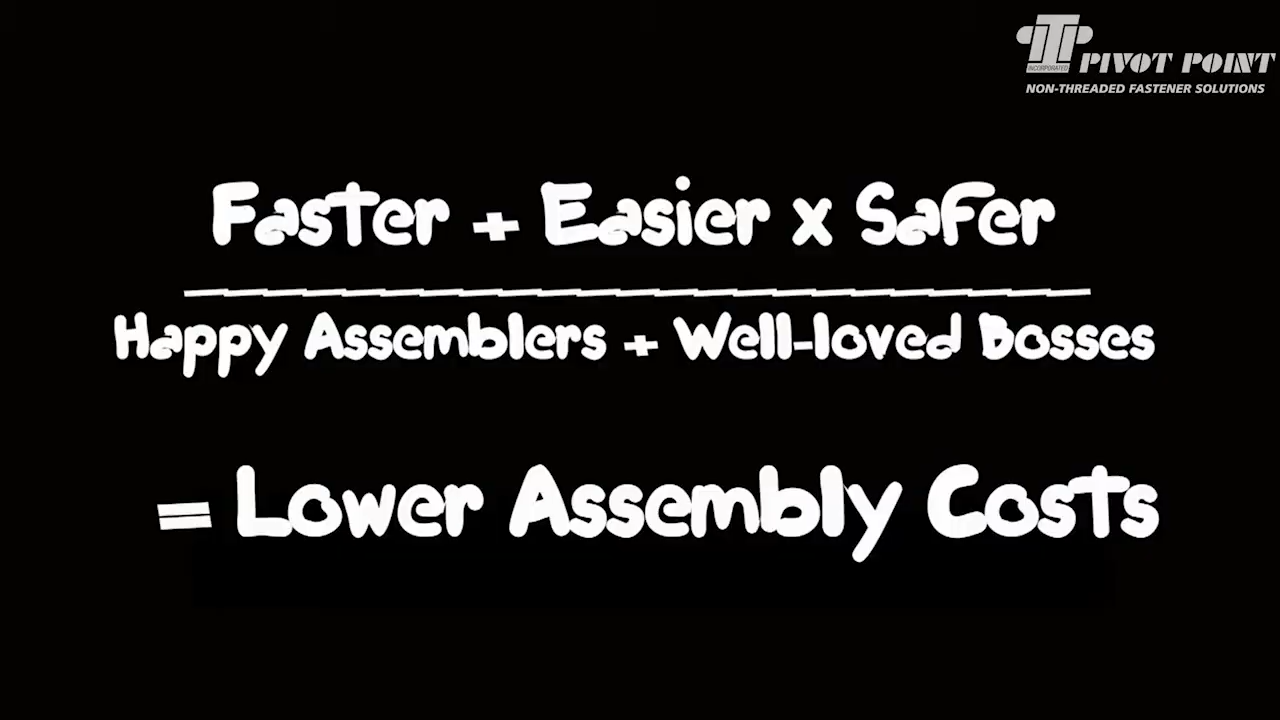 INCORPORATED
PIVOT POINT
NON-THREADED FASTENER SOLUTIONS
Faster + Easier x Safer
Happy Assemblers + Well-loved Bosses
= Lower Assembly Costs